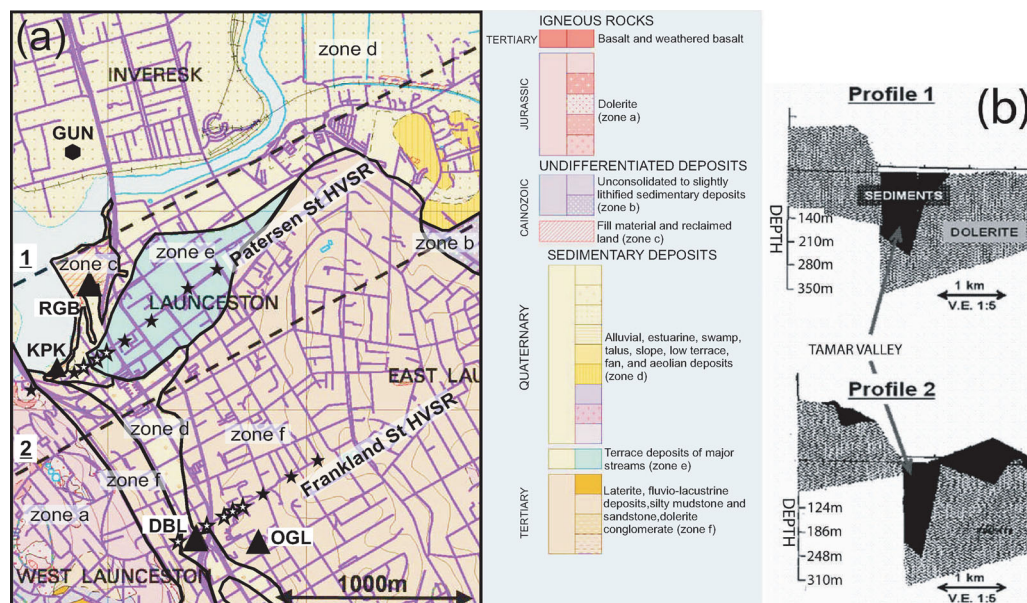 (a)
zone d
INVERESK
GUN
1
zone c
zone e
Patersen St HVSR
zone b
RGB
LAUNCESTON
KPK
EAST LAU
zone d
2
zone f
Frankland St HVSR
zone f
zone a
DBL
OGL
WEST LAUNCESTON
1000m
IGNEOUS ROCKS
TERTIARY
Basalt and weathered basalt
JURASSIC
Dolerite
(zone a)
UNDIFFERENTIATED DEPOSITS
CAINOZOIC
Unconsolidated to slightly
lithified sedimentary deposits
(zone b)
Fill material and reclaimed
land (zone c)
SEDIMENTARY DEPOSITS
QUATERNARY
Alluvial, estuarine, swamp,
talus, slope, low terrace,
fan, and aeolian deposits
(zone d)
Terrace deposits of major
streams (zone e)
TERTIARY
Laterite, fluvio-lacustrine
deposits,silty mudstone and
sandstone,dolerite
conglomerate (zone f)
(b)
Profile 1
SEDIMENTS
DOLERITE
DEPTH
140m
210m
280m
350m
1 km
V.E. 1:5
TAMAR VALLEY
Profile 2
DEPTH
124m
186m
248m
310m
1 km
V.E. 1:5